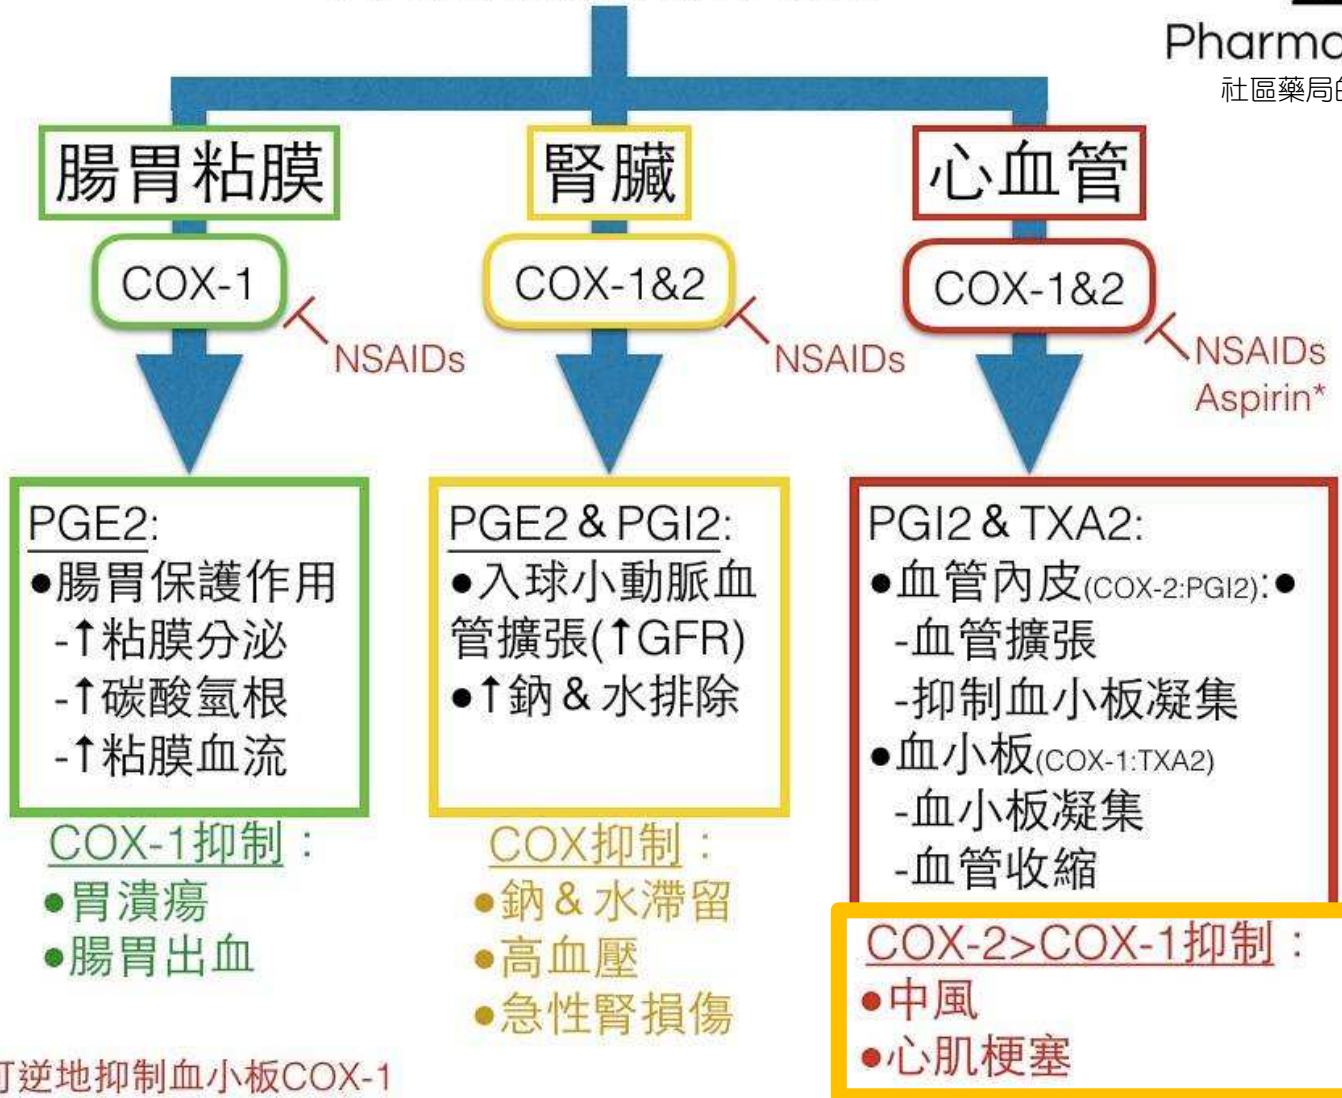 Pharma
社區藥局的
腸胃粘膜
COX-1
NSAIDs
PGE2:
●腸胃保護作用
-↑粘膜分泌
-↑碳酸氫根
-↑粘膜血流
COX-1抑制：
●胃潰瘍
●腸胃出血
腎臟
COX-1&2
NSAIDs
PGE2 & PGI2:
●入球小動脈血
管擴張(↑GFR)
●↑鈉 & 水排除
COX抑制：
●鈉 & 水滯留
●高血壓
●急性腎損傷
心血管
COX-1&2
NSAIDs
Aspirin*
PGI2 & TXA2:
●血管內皮(COX-2:PGI2):●
-血管擴張
-抑制血小板凝集
●血小板(COX-1:TXA2)
-血小板凝集
-血管收縮
COX-2>COX-1抑制：
●中風
●心肌梗塞
可逆地抑制血小板COX-1